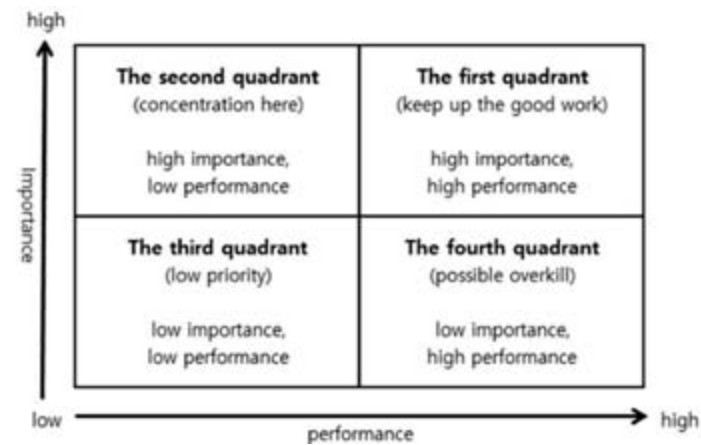 high
The second quadrant
(concentration here)
high importance,
low performance
The first quadrant
(keep up the good work)
high importance,
high performance
Importance
The third quadrant
(low priority)
low importance,
low performance
The fourth quadrant
(possible overkill)
low importance,
high performance
low
performance
high